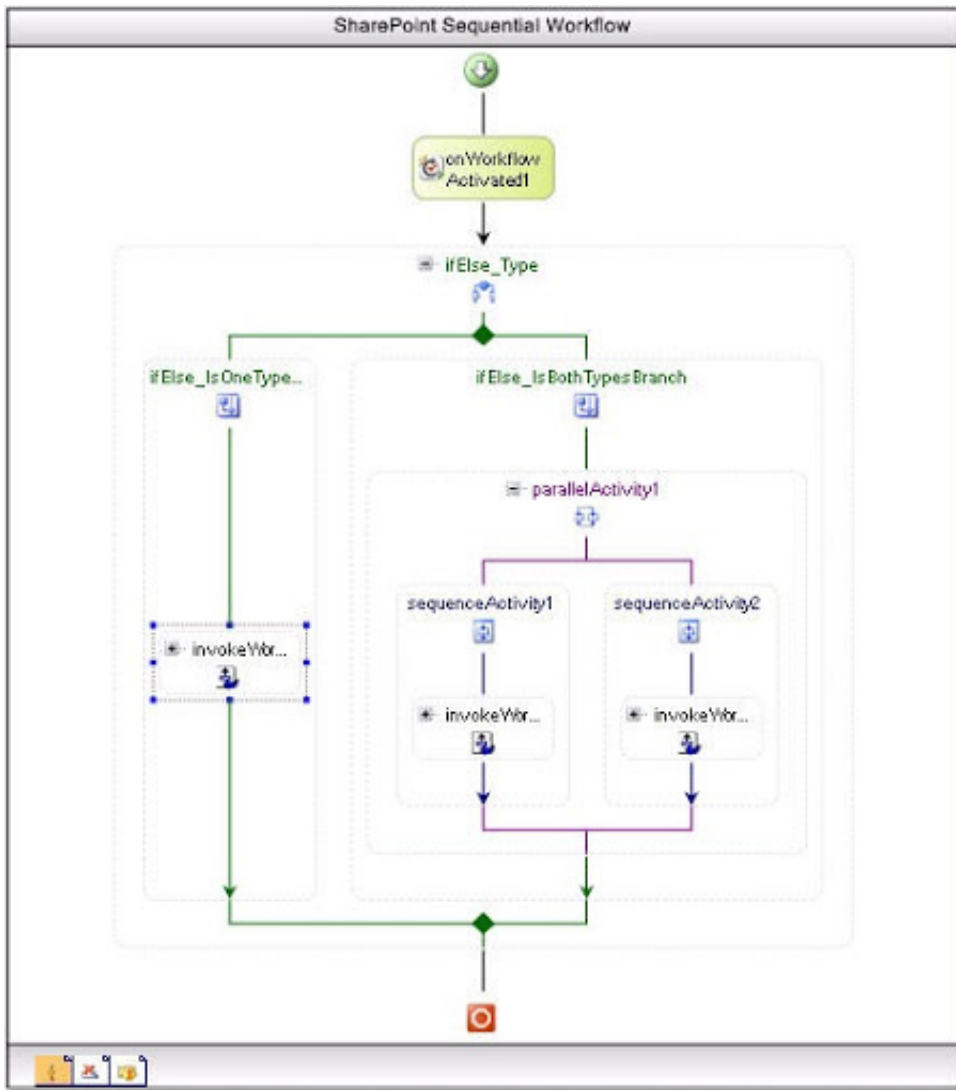 SharePoint Sequential Workflow
onWorkflow
Activated1
ifElse_Type
ifElse_IsOneType...
ifElse_IsBothTypesBranch
parallelActivity1
sequenceActivity1
sequenceActivity2
invokeWor...
invokeWor...
invokeWor...